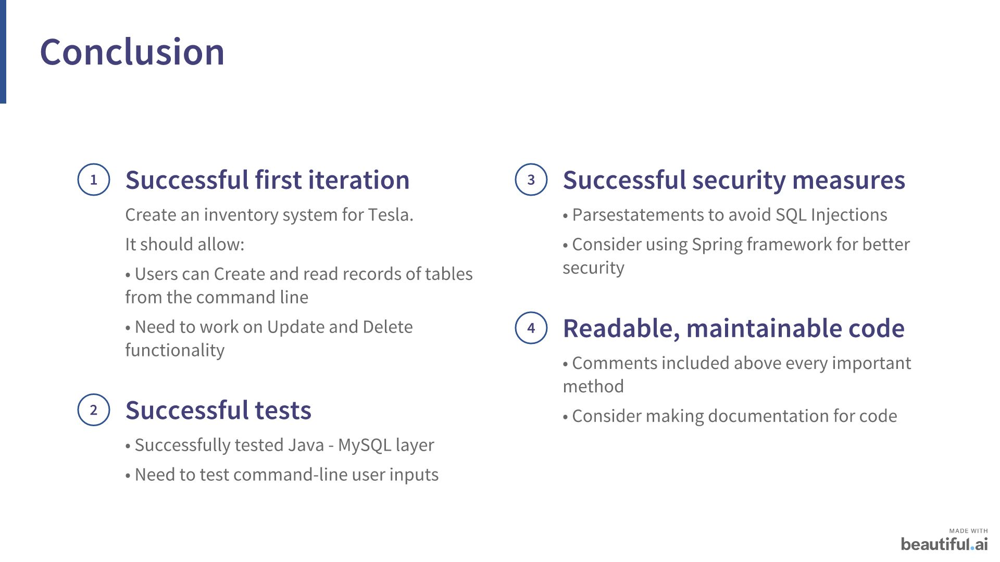 Conclusion
1
Successful first iteration
Create an inventory system for Tesla.
It should allow:
• Users can Create and read records of tables
from the command line
• Need to work on Update and Delete
functionality
2
Successful tests
• Successfully tested Java - MySQL layer
• Need to test command-line user inputs
3
Successful security measures
• Parsestatements to avoid SQL Injections
• Consider using Spring framework for better
security
4
Readable, maintainable code
• Comments included above every important
method
• Consider making documentation for code
MADE WITH
beautiful.ai